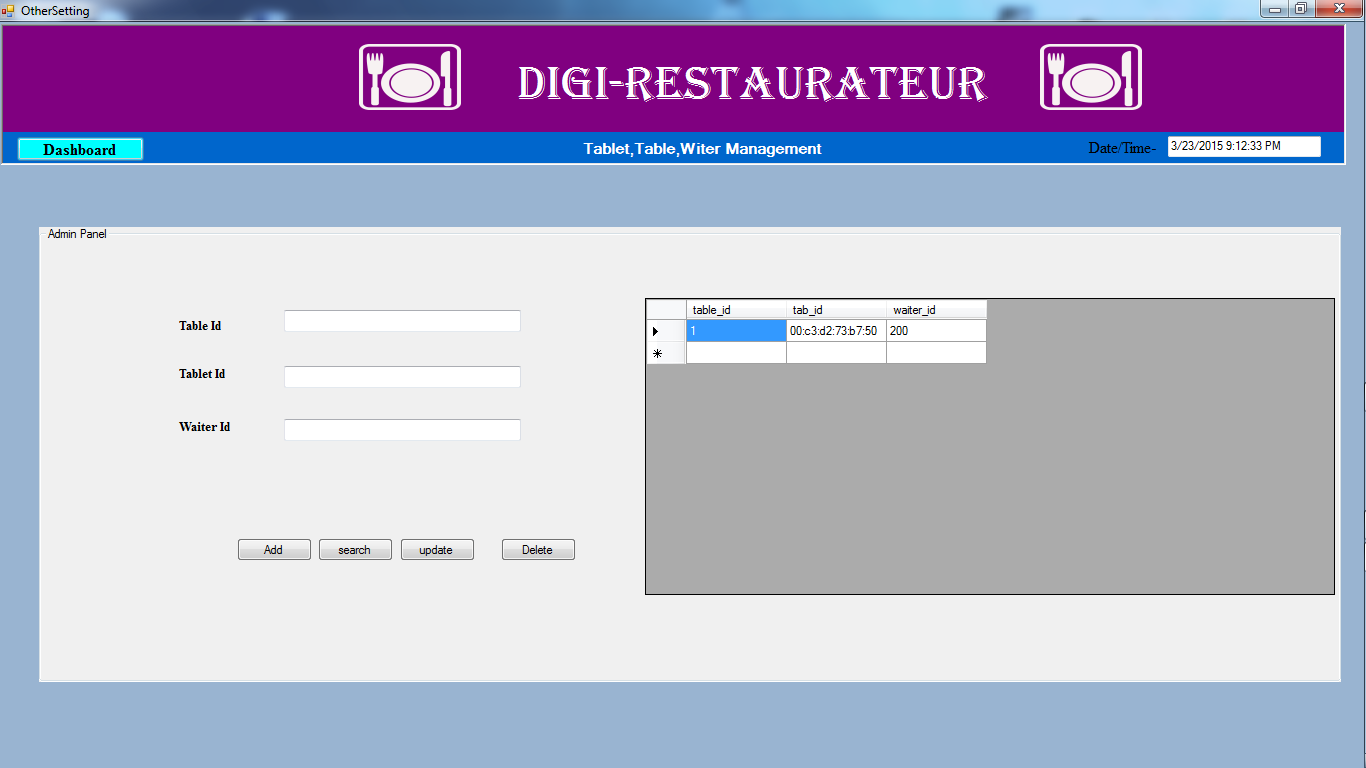 OtherSetting
DIGI-RESTAURATEUR
Dashboard
Tablet,Table,Witer Management
Date/Time-
3/23/2015 9:12:33 PM
Admin Panel
Table Id
Tablet Id
Waiter Id
Add
search
update
Delete
table_id tab_id waiter_id
1 00:c3:d2:73:b7:50 200